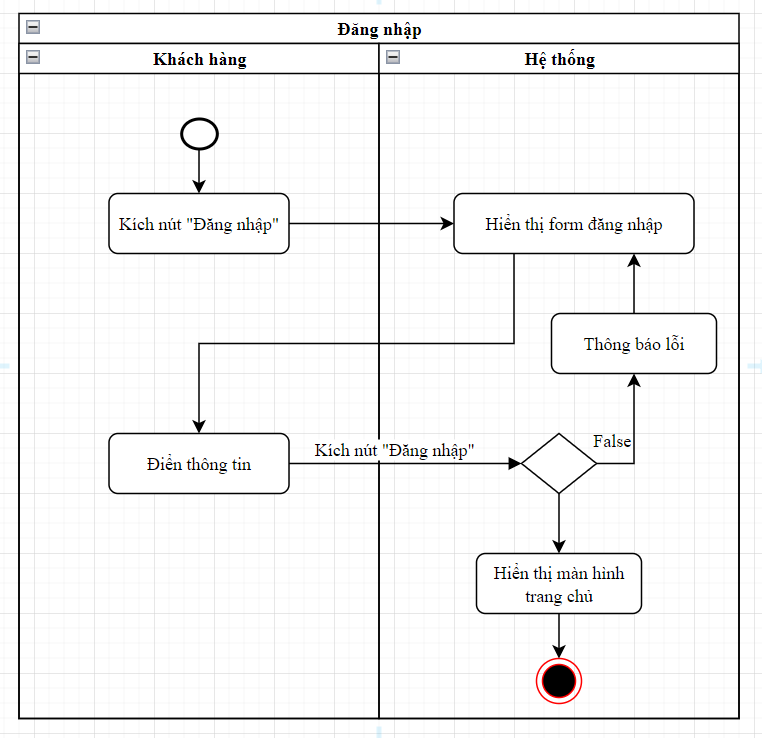 Đăng nhập
Khách hàng
Hệ thống
Kích nút "Đăng nhập"
Hiển thị form đăng nhập
Thông báo lỗi
Điền thông tin
Kích nút "Đăng nhập"
False
Hiển thị màn hình
trang chủ